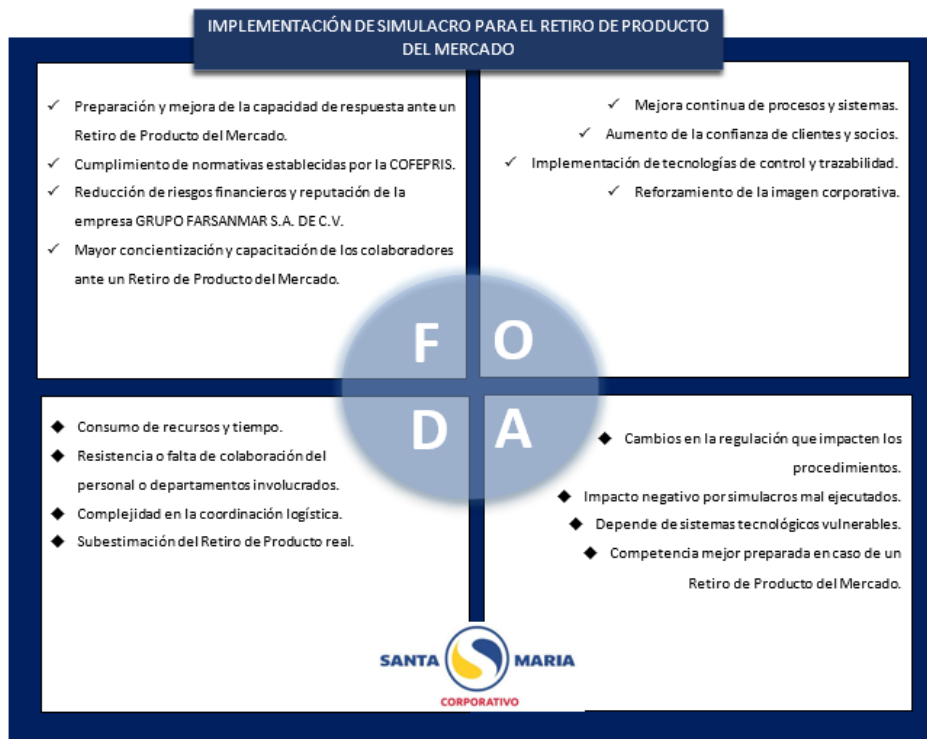 IMPLEMENTACIÓN DE SIMULACRO PARA EL RETIRO DE PRODUCTO
DEL MERCADO
✓ Preparación y mejora de la capacidad de respuesta ante un
Retiro de Producto del Mercado.
✓ Cumplimiento de normativas establecidas por la COFEPRIS.
✓ Reducción de riesgos financieros y reputación de la
empresa GRUPO FARSANMAR S.A. DE C.V.
✓ Mayor concientización y capacitación de los colaboradores
ante un Retiro de Producto del Mercado.
✓ Mejora continua de procesos y sistemas.
✓ Aumento de la confianza de clientes y socios.
✓ Implementación de tecnologías de control y trazabilidad.
✓ Reforzamiento de la imagen corporativa.
F O
D A
◆ Consumo de recursos y tiempo.
◆ Resistencia o falta de colaboración del
personal o departamentos involucrados.
◆ Complejidad en la coordinación logística.
◆ Subestimación del Retiro de Producto real.
◆ Cambios en la regulación que impacten los
procedimientos.
◆ Impacto negativo por simulacros mal ejecutados.
◆ Depende de sistemas tecnológicos vulnerables.
◆ Competencia mejor preparada en caso de un
Retiro de Producto del Mercado.
SANTA MARIA
CORPORATIVO